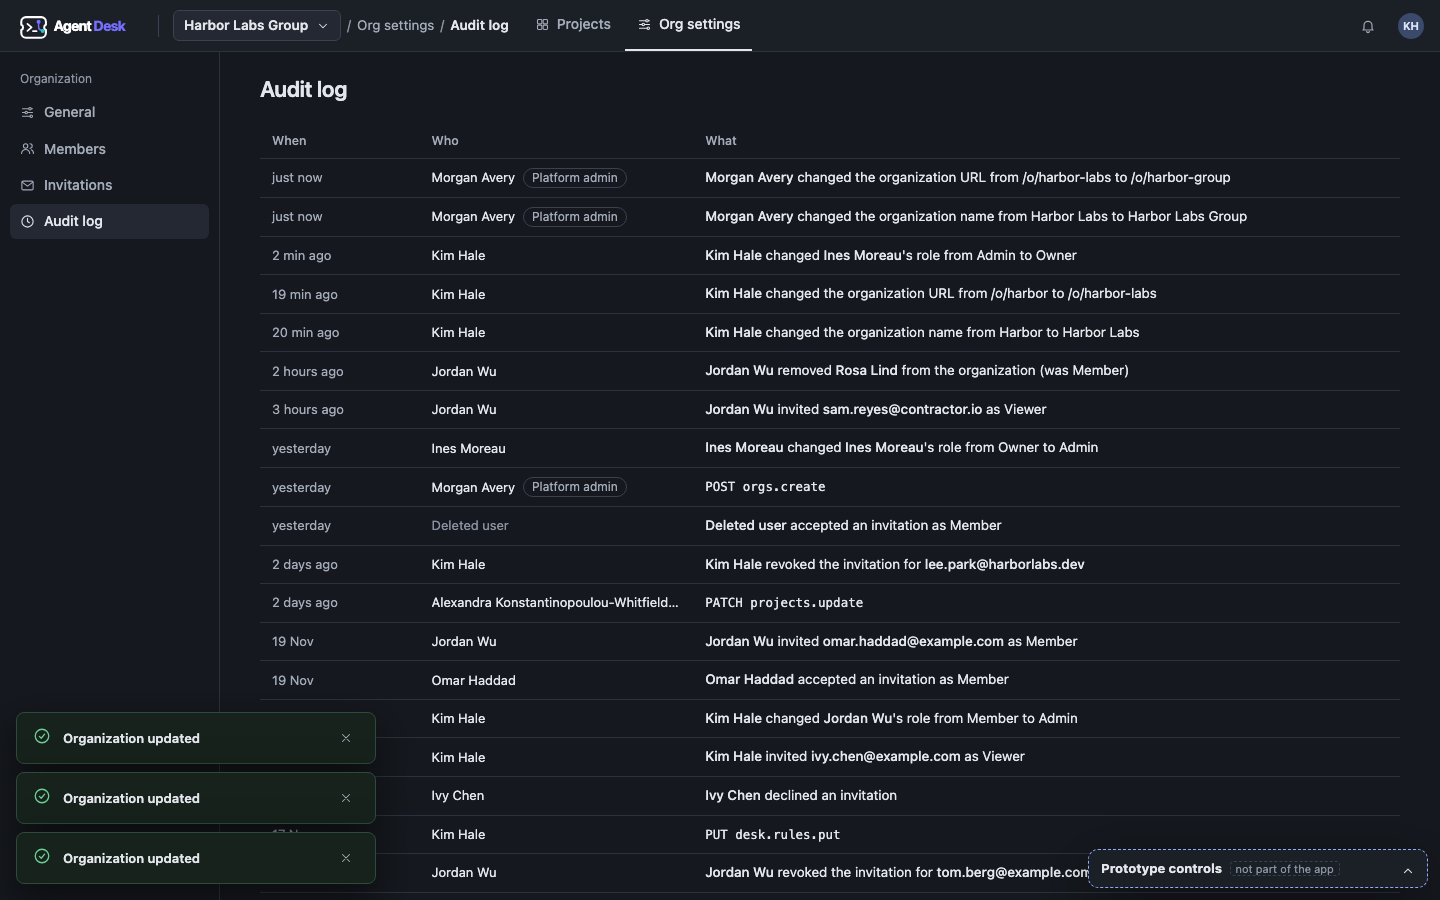 AgentDesk
Harbor Labs Group / Org settings / Audit log
Projects
Org settings
KH
Organization
General
Members
Invitations
Audit log
Audit log
When Who What
just now Morgan Avery Platform admin Morgan Avery changed the organization URL from /o/harbor-labs to /o/harbor-group
just now Morgan Avery Platform admin Morgan Avery changed the organization name from Harbor Labs to Harbor Labs Group
2 min ago Kim Hale Kim Hale changed Ines Moreau's role from Admin to Owner
19 min ago Kim Hale Kim Hale changed the organization URL from /o/harbor to /o/harbor-labs
20 min ago Kim Hale Kim Hale changed the organization name from Harbor to Harbor Labs
2 hours ago Jordan Wu Jordan Wu removed Rosa Lind from the organization (was Member)
3 hours ago Jordan Wu Jordan Wu invited sam.reyes@contractor.io as Viewer
yesterday Ines Moreau Ines Moreau changed Ines Moreau's role from Owner to Admin
yesterday Morgan Avery Platform admin POST orgs.create
yesterday Deleted user Deleted user accepted an invitation as Member
2 days ago Kim Hale Kim Hale revoked the invitation for lee.park@harborlabs.dev
2 days ago Alexandra Konstantinopoulou-Whitfield... PATCH projects.update
19 Nov Jordan Wu Jordan Wu invited omar.haddad@example.com as Member
19 Nov Omar Haddad Omar Haddad accepted an invitation as Member
Kim Hale Kim Hale changed Jordan Wu's role from Member to Admin
Kim Hale Kim Hale invited ivy.chen@example.com as Viewer
Ivy Chen Ivy Chen declined an invitation
Kim Hale PUT desk.rules.put
Jordan Wu Jordan Wu revoked the invitation for tom.berg@example.com
Organization updated
Organization updated
Organization updated
Prototype controls not part of the app